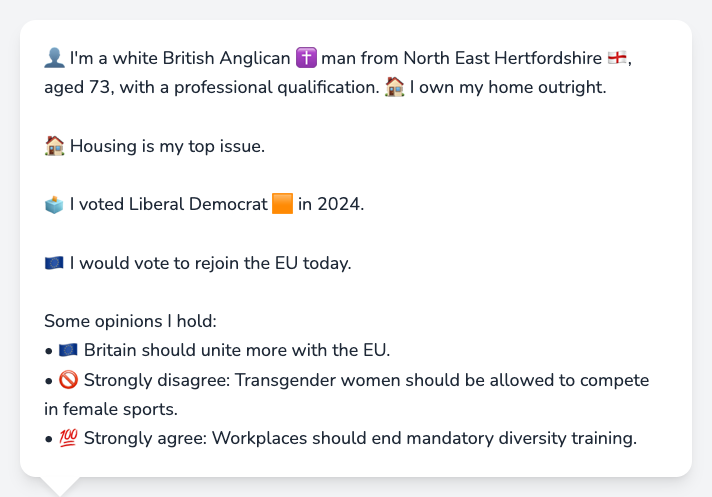 👤 I'm a white British Anglican ✝️ man from North East Hertfordshire 🏴󠁧󠁢󠁥󠁮󠁧󠁿,
aged 73, with a professional qualification. 🏠 I own my home outright.
🏠 Housing is my top issue.
🗳️ I voted Liberal Democrat 🟧 in 2024.
🇪🇺 I would vote to rejoin the EU today.
Some opinions I hold:
• 🇪🇺 Britain should unite more with the EU.
• 🚫 Strongly disagree: Transgender women should be allowed to compete
in female sports.
• 💯 Strongly agree: Workplaces should end mandatory diversity training.